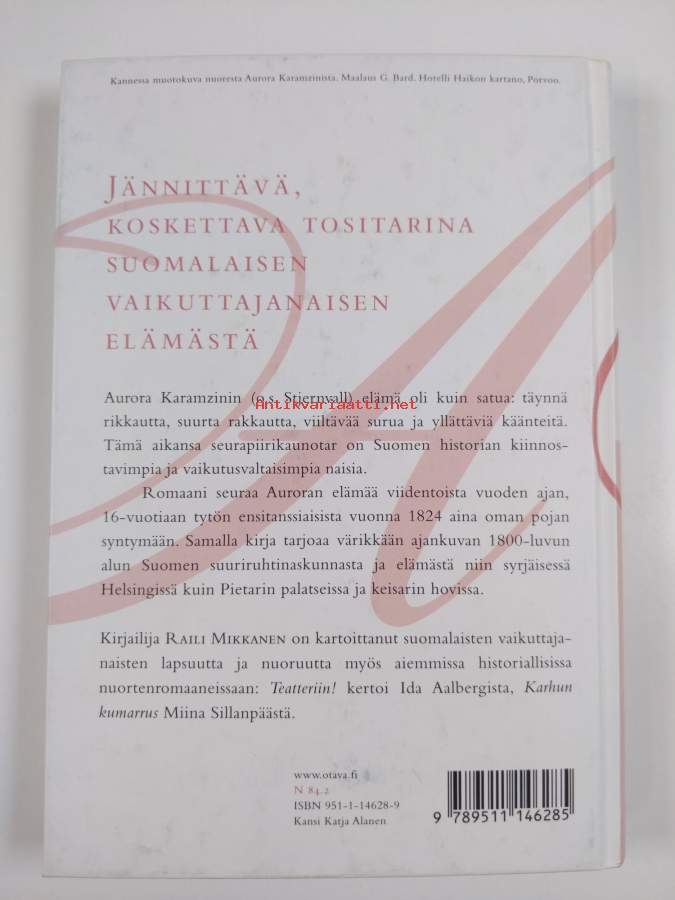 Kannessa muotokuva nuoresta Aurora Karamzinista. Maalaus G. Bard. Hotelli Haikon kartano, Porvoo.
JÄNNITTÄVÄ,
KOSKETTAVA TOSITARINA
SUOMALAISEN
VAIKUTTAJANAISEN
ELÄMÄSTÄ
Aurora Karamzinin (o.s. Stjernvall) elämä oli kuin satua: täynnä
Antikvariaatti.net
rikkautta, suurta rakkautta, viiltävää surua ja yllättäviä käänteitä.
Tämä aikansa seurapiirikaunotar on Suomen historian kiinnos-
tavimpia ja vaikutusvaltaisimpia naisia.
Romaani seuraa Auroran elämää viidentoista vuoden ajan,
16-vuotiaan tytön ensitanssiaisista vuonna 1824 aina oman pojan
syntymään. Samalla kirja tarjoaa värikkään ajankuvan 1800-luvun
alun Suomen suuriruhtinaskunnasta ja elämästä niin syrjäisessä
Helsingissä kuin Pietarin palatseissa ja keisarin hovissa.
Kirjailija RAILI MIKKANEN on kartoittanut suomalaisten vaikuttaja-
naisten lapsuutta ja nuoruutta myös aiemmissa historiallisissa
nuortenromaaneissaan: Teatteriin! kertoi Ida Aalbergista, Karhun
kumarrus Miina Sillanpäästä.
www.otava.fi
N 84.2
ISBN 951-1-14628-9
Kansi Katja Alanen
9 789511 146285